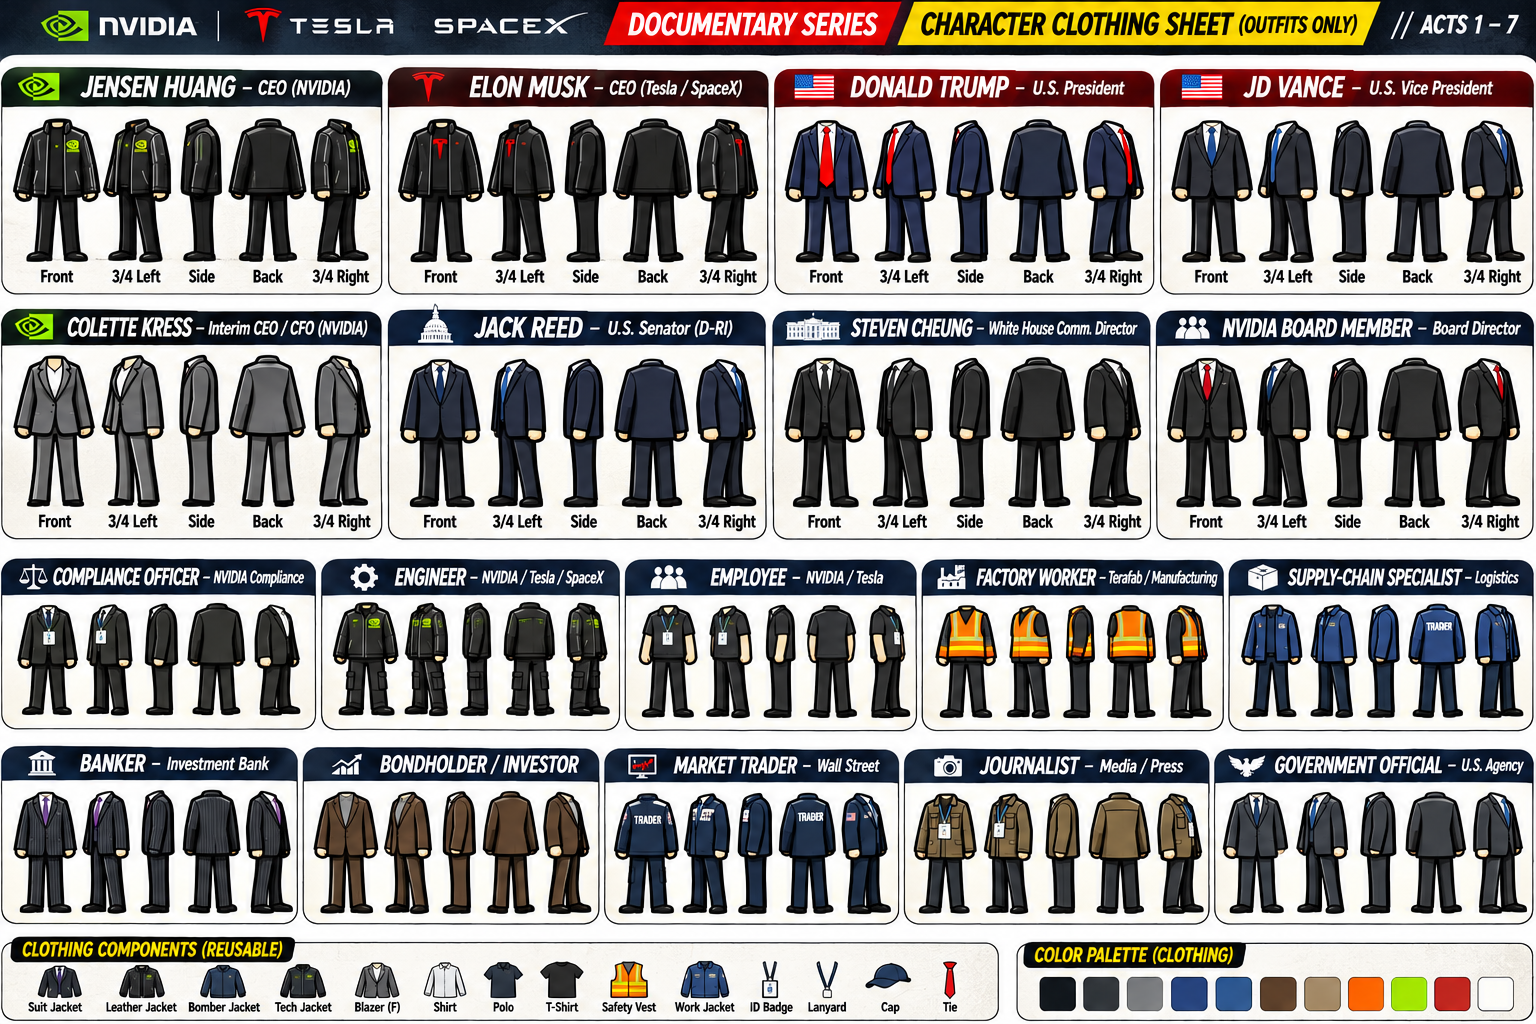 NVIDIA | TESLA SPACEX DOCUMENTARY SERIES CHARACTER CLOTHING SHEET (OUTFITS ONLY) // ACTS 1 – 7
JENSEN HUANG – CEO (NVIDIA)
Front 3/4 Left Side Back 3/4 Right
ELON MUSK – CEO (Tesla / SpaceX)
Front 3/4 Left Side Back 3/4 Right
DONALD TRUMP – U.S. President
Front 3/4 Left Side Back 3/4 Right
JD VANCE – U.S. Vice President
Front 3/4 Left Side Back 3/4 Right
COLETTE KRESS – Interim CEO / CFO (NVIDIA)
Front 3/4 Left Side Back 3/4 Right
JACK REED – U.S. Senator (D-RI)
Front 3/4 Left Side Back 3/4 Right
STEVEN CHEUNG – White House Comm. Director
Front 3/4 Left Side Back 3/4 Right
NVIDIA BOARD MEMBER – Board Director
Front 3/4 Left Side Back 3/4 Right
COMPLIANCE OFFICER – NVIDIA Compliance
ENGINEER – NVIDIA / Tesla / SpaceX
EMPLOYEE – NVIDIA / Tesla
FACTORY WORKER – Terafab / Manufacturing
SUPPLY-CHAIN SPECIALIST – Logistics
TRADER
BANKER – Investment Bank
BONDHOLDER / INVESTOR
MARKET TRADER – Wall Street
TRADER
TRADER
JOURNALIST – Media / Press
GOVERNMENT OFFICIAL – U.S. Agency
CLOTHING COMPONENTS (REUSABLE)
Suit Jacket Leather Jacket Bomber Jacket Tech Jacket Blazer (F) Shirt Polo T-Shirt Safety Vest Work Jacket ID Badge Lanyard Cap Tie
COLOR PALETTE (CLOTHING)